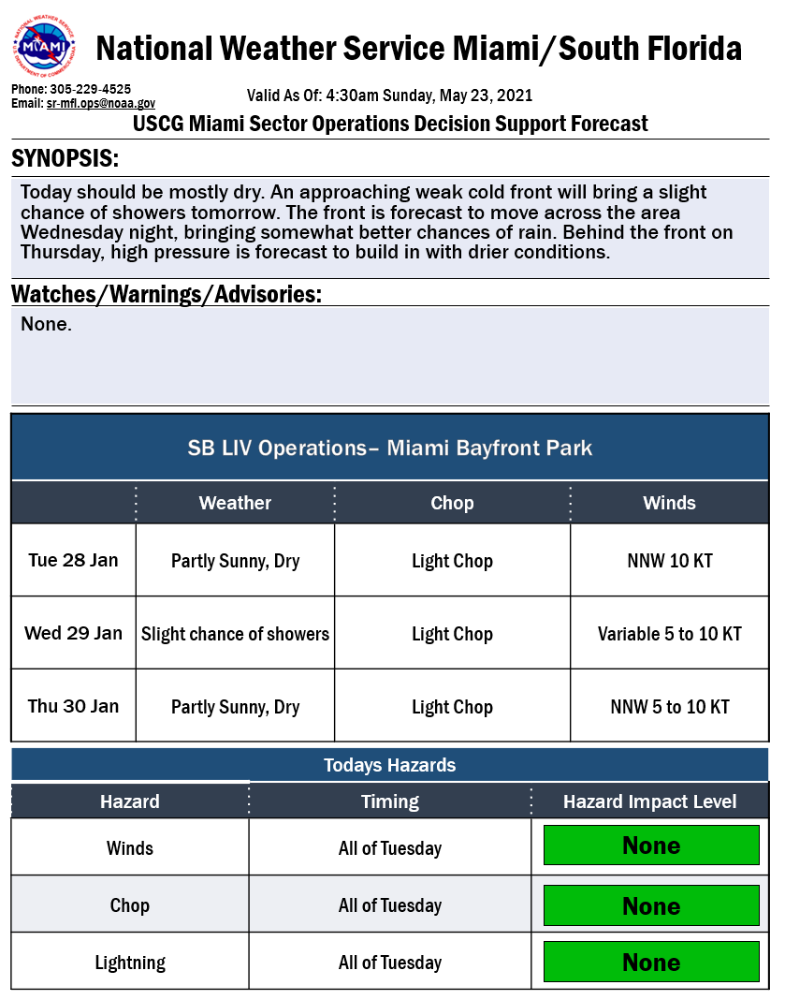 NATIONAL WEATHER SERVICE
MIAMI
National Weather Service Miami/South Florida
Phone: 305-229-4525
Email: sr-mfl.ops@noaa.gov
Valid As Of: 4:30am Sunday, May 23, 2021
USCG Miami Sector Operations Decision Support Forecast
SYNOPSIS:
Today should be mostly dry. An approaching weak cold front will bring a slight
chance of showers tomorrow. The front is forecast to move across the area
Wednesday night, bringing somewhat better chances of rain. Behind the front on
Thursday, high pressure is forecast to build in with drier conditions.
Watches/Warnings/Advisories:
None.
SB LIV Operations– Miami Bayfront Park
Weather Chop Winds
Tue 28 Jan Partly Sunny, Dry Light Chop NNW 10 KT
Wed 29 Jan Slight chance of showers Light Chop Variable 5 to 10 KT
Thu 30 Jan Partly Sunny, Dry Light Chop NNW 5 to 10 KT
Todays Hazards
Hazard Timing Hazard Impact Level
Winds All of Tuesday None
Chop All of Tuesday None
Lightning All of Tuesday None